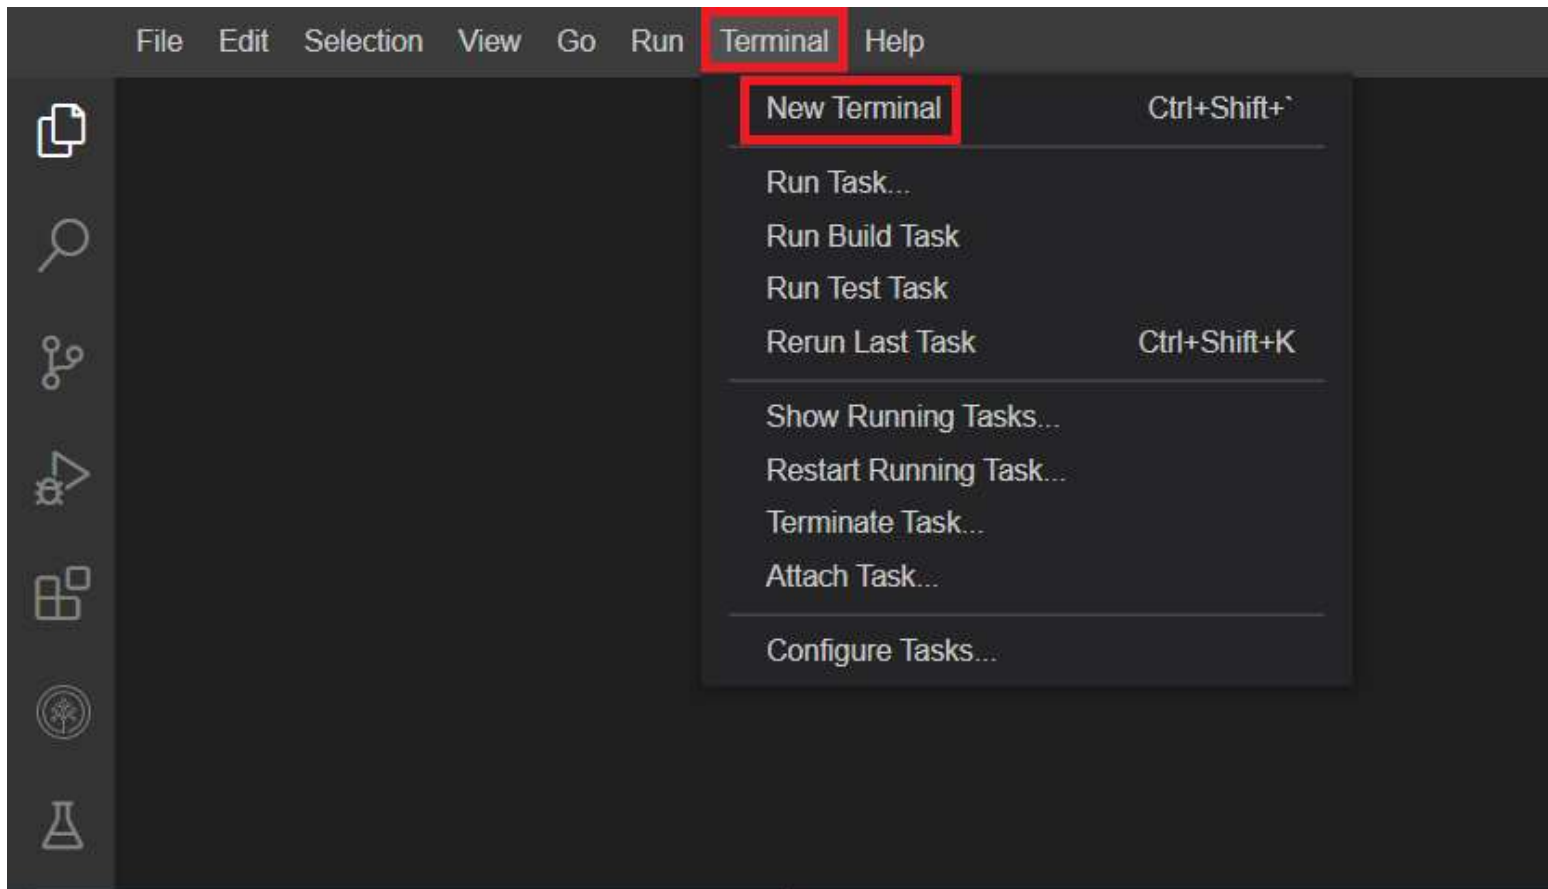 File Edit Selection View Go Run Terminal Help
New Terminal Ctrl+Shift+`
Run Task...
Run Build Task
Run Test Task
Rerun Last Task Ctrl+Shift+K
Show Running Tasks...
Restart Running Task...
Terminate Task...
Attach Task...
Configure Tasks...